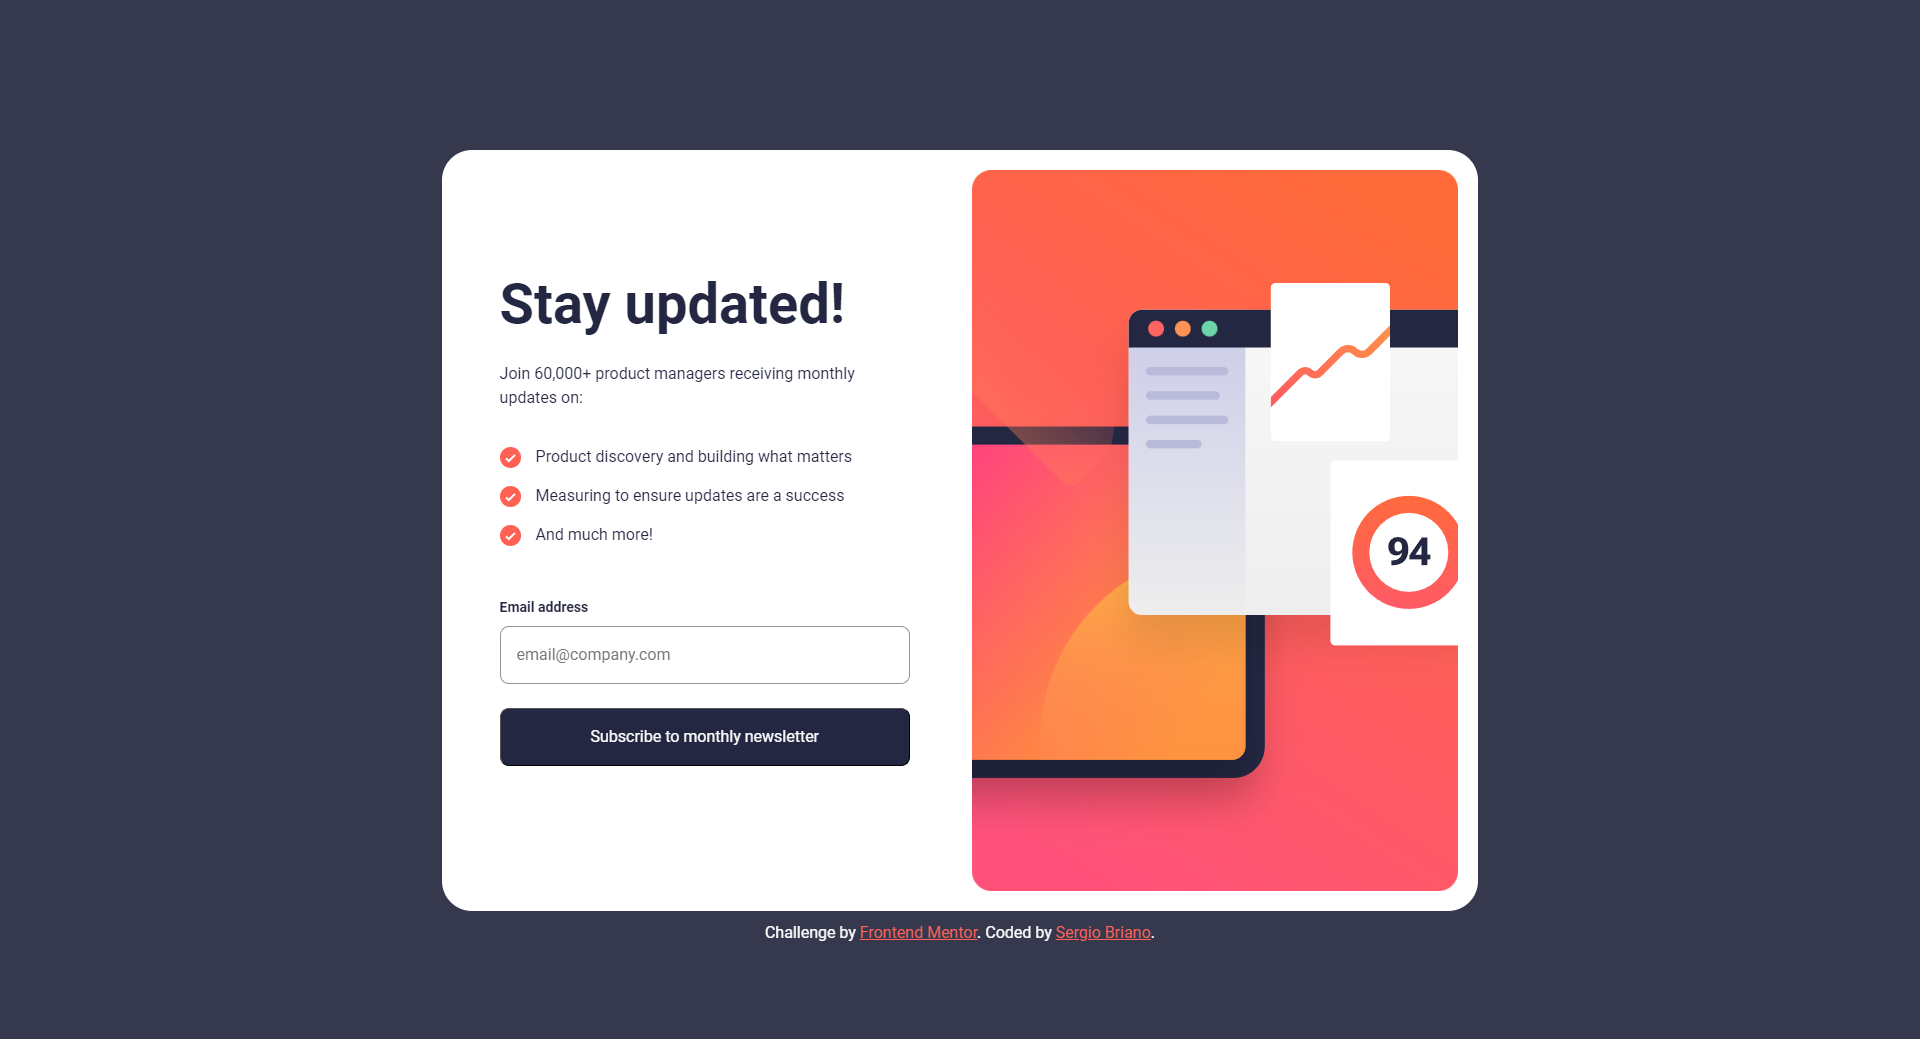 Stay updated!
Join 60,000+ product managers receiving monthly
updates on:
Product discovery and building what matters
Measuring to ensure updates are a success
And much more!
Email address
email@company.com
Subscribe to monthly newsletter
94
Challenge by Frontend Mentor. Coded by Sergio Briano.